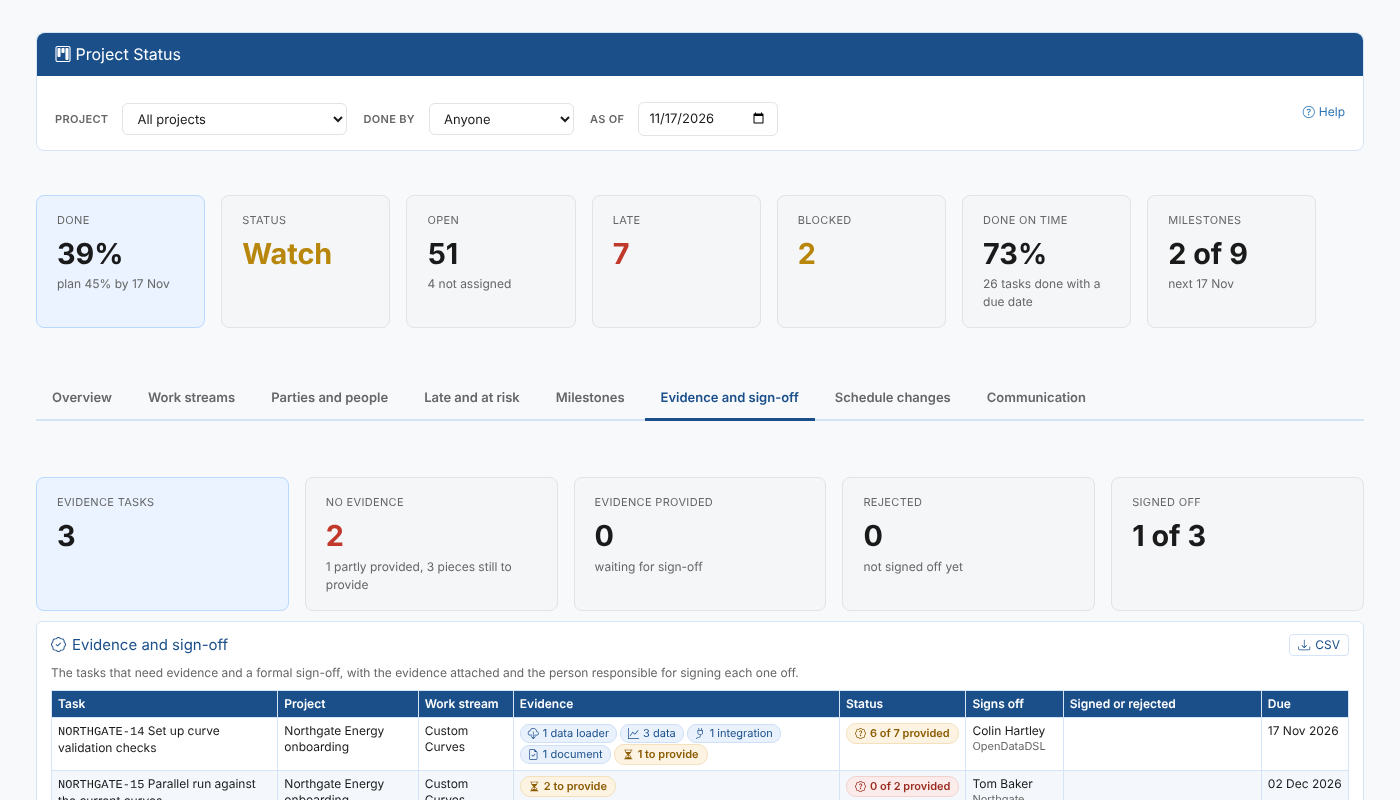 Project Status
PROJECT All projects DONE BY Anyone AS OF 11/17/2026 Help
DONE
39%
plan 45% by 17 Nov
STATUS
Watch
OPEN
51
4 not assigned
LATE
7
BLOCKED
2
DONE ON TIME
73%
26 tasks done with a
due date
MILESTONES
2 of 9
next 17 Nov
Overview Work streams Parties and people Late and at risk Milestones Evidence and sign-off Schedule changes Communication
EVIDENCE TASKS
3
NO EVIDENCE
2
1 partly provided, 3 pieces still to
provide
EVIDENCE PROVIDED
0
waiting for sign-off
REJECTED
0
not signed off yet
SIGNED OFF
1 of 3
Evidence and sign-off CSV
The tasks that need evidence and a formal sign-off, with the evidence attached and the person responsible for signing each one off.
Task Project Work stream Evidence Status Signs off Signed or rejected Due
NORTHGATE-14 Set up curve Northgate Energy Custom 1 data loader 3 data 1 integration 6 of 7 provided Colin Hartley 17 Nov 2026
validation checks onboarding Curves 1 document 1 to provide OpenDataDSL
NORTHGATE-15 Parallel run against Northgate Energy Custom 2 to provide 0 of 2 provided Tom Baker 02 Dec 2026
the current curves onboarding Curves Northgate